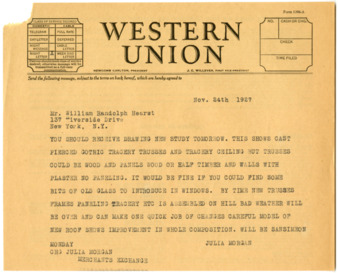 WESTERN
UNION
Nov. 24th 1927
Mr. William Randolph Hearst
137 Riverside Drive
New York, N.Y.
YOU SHOULD RECEIVE DRAWING NEW STUDY TOMORROW. THIS SHOWS CAST
PIERCED GOTHIC TRACERY TRUSSES AND TRACERY CEILING BUT TRUSSES
COULD BE WOOD AND PANELS WOOD OR HALF TIMBER AND WALLS WITH
PLASTER NO PANELING. IT WOULD BE FINE IF YOU COULD FIND SOME
BITS OF OLD GLASS TO INTRODUCE IN WINDOWS. BY TIME NEW TRUSSES
FRAMES PANELING TRACERY ETC IS ASSEMBLED ON HILL BAD WEATHER WILL
BE OVER AND CAN MAKE ONE QUICK JOB OF CHANGES CAREFUL MODEL OF
NEW ROOF SHOWS IMPROVEMENT IN WHOLE COMPOSITION. WILL BE SANSIMEON
MONDAY JULIA MORGAN
CHG JULIA MORGAN
MERCHANTS EXCHANGE